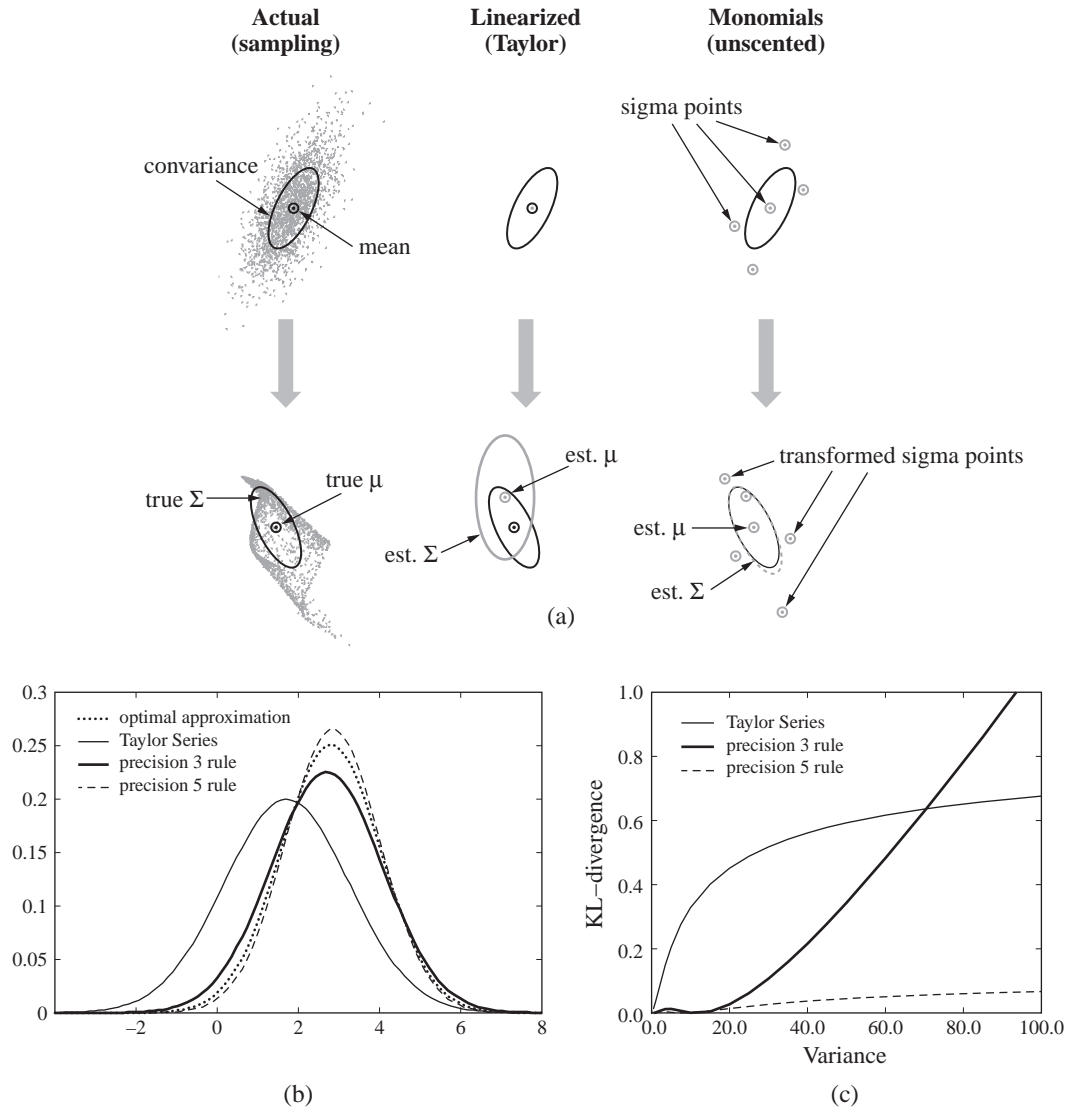 Actual
(sampling)
Linearized
(Taylor)
Monomials
(unscented)
sigma points
convariance
mean
true Σ
true μ
est. μ
est. Σ
transformed sigma points
est. μ
est. Σ
(a)
0.3
0.25
0.2
0.15
0.1
0.05
0
−2
0
2
4
6
8
optimal approximation
Taylor Series
precision 3 rule
precision 5 rule
(b)
1.0
0.8
0.6
0.4
0.2
0.0
0.0
20.0
40.0
60.0
80.0
100.0
KL−divergence
Variance
Taylor Series
precision 3 rule
precision 5 rule
(c)